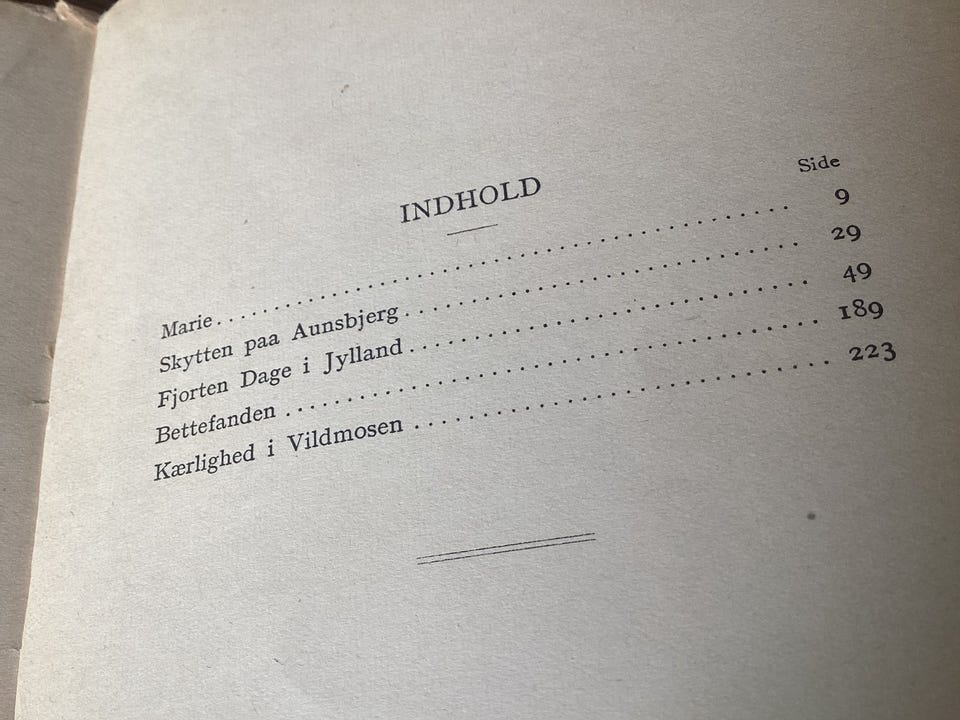 INDHOLD
Side
Marie . . . . . . . . . . . . . . . . . . . . . . . . . . . . . . . . . . . . . . . . 9
Skytten paa Aunsbjerg . . . . . . . . . . . . . . . . . . . . . . . . . . . 29
Fjorten Dage i Jylland . . . . . . . . . . . . . . . . . . . . . . . . . . . 49
Bettefanden . . . . . . . . . . . . . . . . . . . . . . . . . . . . . . . . . . . 189
Kærlighed i Vildmosen . . . . . . . . . . . . . . . . . . . . . . . . . . . 223